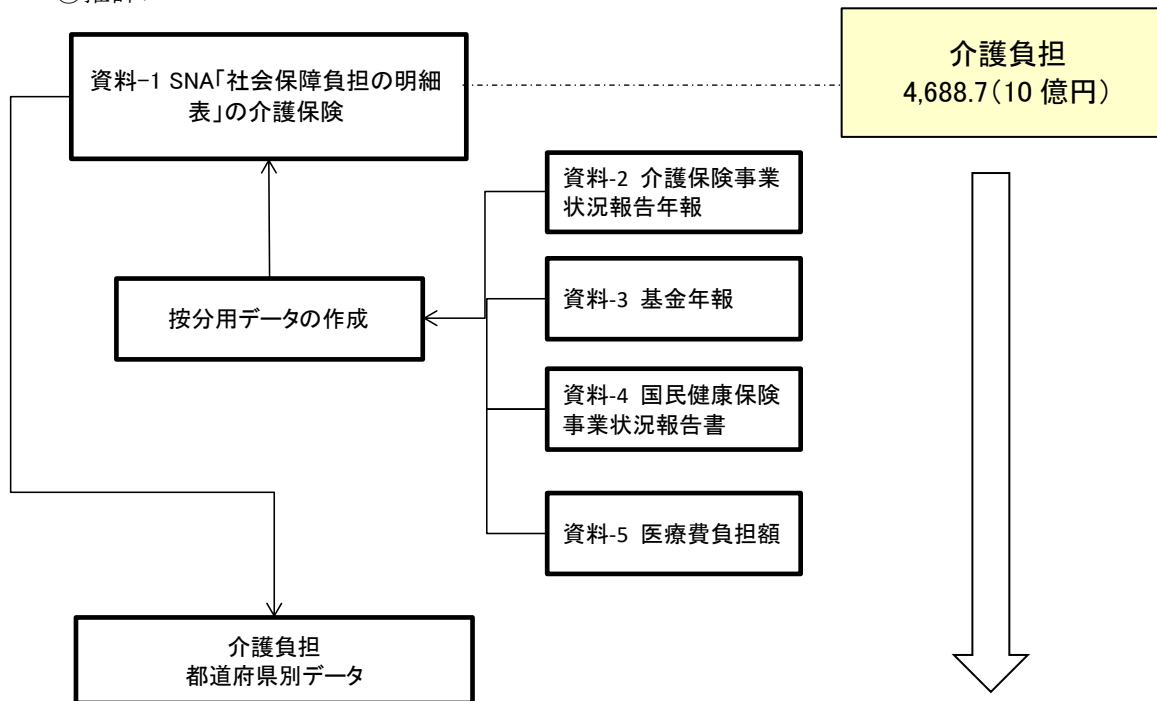 資料-1 SNA「社会保障負担の明細
表」の介護保険
介護負担
4,688.7(10 億円)
資料-2 介護保険事業
状況報告年報
按分用データの作成
資料-3 基金年報
資料-4 国民健康保険
事業状況報告書
資料-5 医療費負担額
介護負担
都道府県別データ